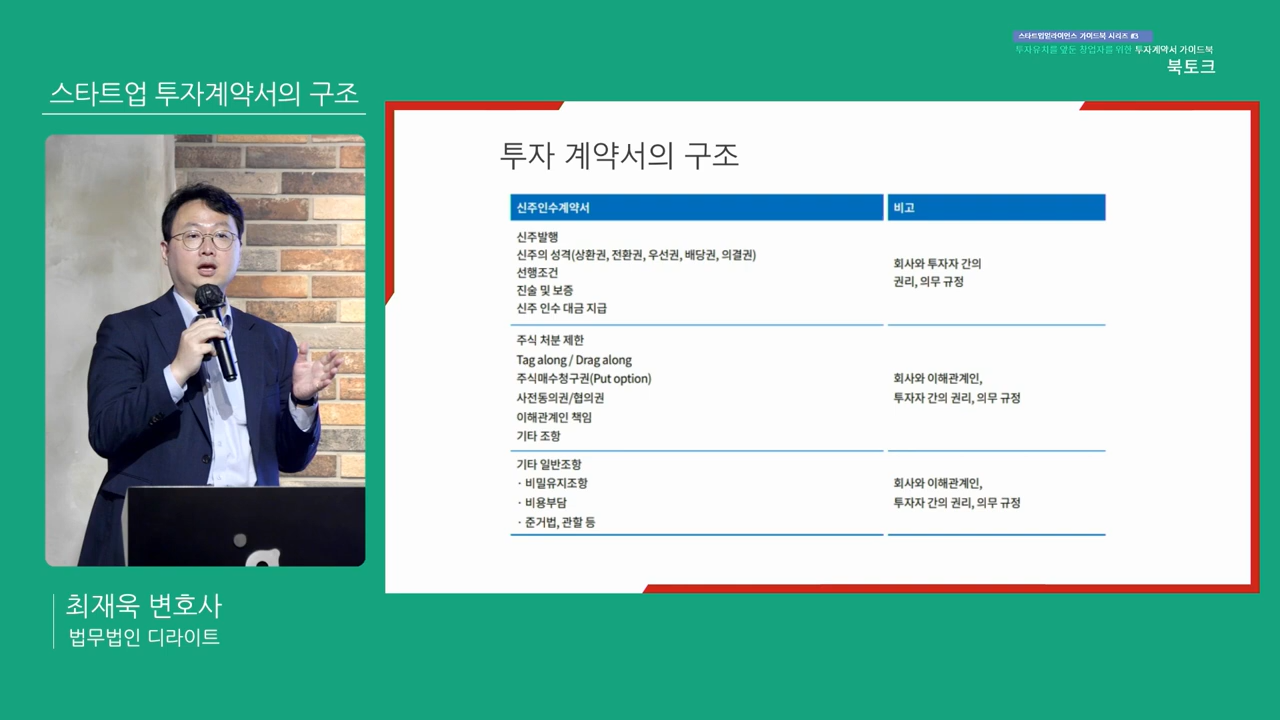 스타트업얼라이언스 가이드북 시리즈 #3
투자유치를 앞둔 창업자를 위한 투자계약서 가이드북
북토크
스타트업 투자계약서의 구조
투자 계약서의 구조
신주인수계약서
비고
신주발행
신주의 성격(상환권, 전환권, 우선권, 배당권, 의결권)
선행조건
진술 및 보증
신주 인수 대금 지급
회사와 투자자 간의
권리, 의무 규정
주식 처분 제한
Tag along / Drag along
주식매수청구권(Put option)
사전동의권/협의권
이해관계인 책임
기타 조항
회사와 이해관계인,
투자자 간의 권리, 의무 규정
기타 일반조항
· 비밀유지조항
· 비용부담
· 준거법, 관할 등
회사와 이해관계인,
투자자 간의 권리, 의무 규정
최재욱 변호사
법무법인 디라이트